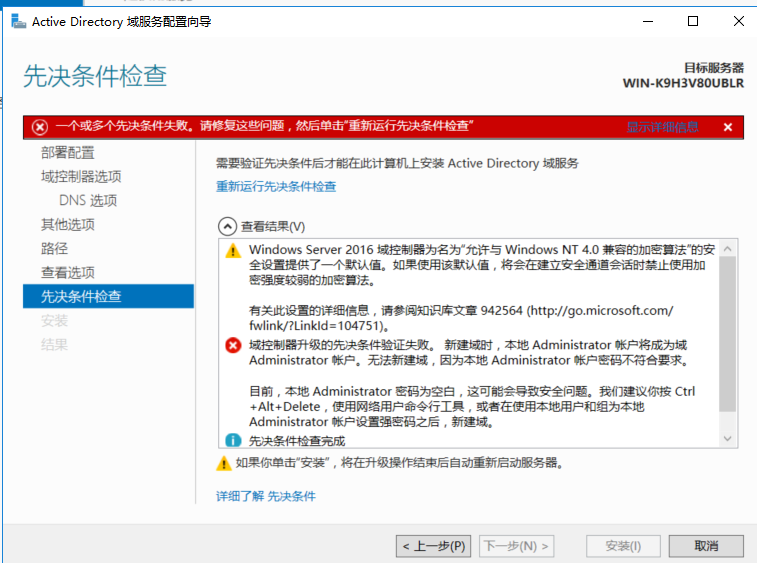 Active Directory 域服务配置向导
先决条件检查
目标服务器
WIN-K9H3V80UBLR
一个或多个先决条件失败。请修复这些问题，然后单击"重新运行先决条件检查"
显示详细信息
部署配置
域控制器选项
DNS 选项
其他选项
路径
查看选项
先决条件检查
安装
结果
需要验证先决条件后才能在此计算机上安装 Active Directory 域服务
重新运行先决条件检查
查看结果(V)
Windows Server 2016 域控制器为名为"允许与 Windows NT 4.0 兼容的加密算法"的安
全设置提供了一个默认值。如果使用该默认值，将会在建立安全通道会话时禁止使用加
密强度较弱的加密算法。
有关此设置的详细信息，请参阅知识库文章 942564 (http://go.microsoft.com/
fwlink/?LinkId=104751)。
域控制器升级的先决条件验证失败。 新建域时，本地 Administrator 帐户将成为域
Administrator 帐户。无法新建域，因为本地 Administrator 帐户密码不符合要求。
目前，本地 Administrator 密码为空白，这可能会导致安全问题。我们建议你按 Ctrl
+Alt+Delete，使用网络用户命令行工具，或者在使用本地用户和组为本地
Administrator 帐户设置强密码之后，新建域。
先决条件检查完成
如果你单击"安装"，将在升级操作结束后自动重新启动服务器。
详细了解 先决条件
< 上一步(P)
下一步(N) >
安装(I)
取消